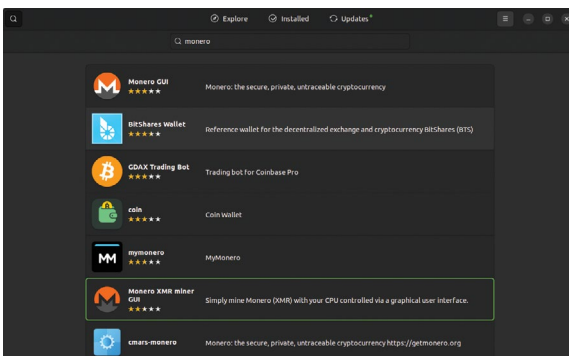 Explore Installed Updates
monero
Monero GUI
Monero: the secure, private, untraceable cryptocurrency
BitShares Wallet
Reference wallet for the decentralized exchange and cryptocurrency BitShares (BTS)
GDAX Trading Bot
Trading bot for Coinbase Pro
coin
Coin Wallet
MM
mymonero
MyMonero
Monero XMR miner
GUI
Simply mine Monero (XMR) with your CPU controlled via a graphical user interface.
cmars-monero
Monero: the secure, private, untraceable cryptocurrency https://getmonero.org